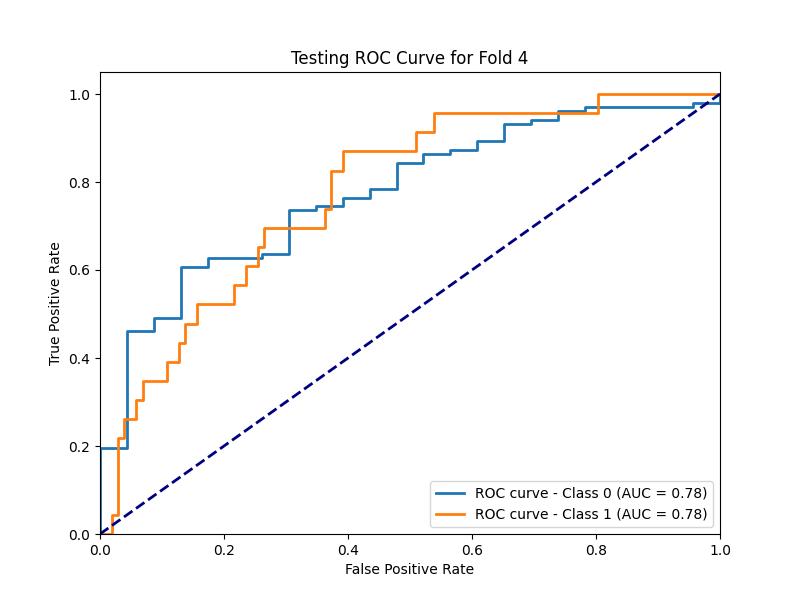 Testing ROC Curve for Fold 4
True Positive Rate
1.0
0.8
0.6
0.4
0.2
0.0
0.0 0.2 0.4 0.6 0.8 1.0
False Positive Rate
ROC curve - Class 0 (AUC = 0.78)
ROC curve - Class 1 (AUC = 0.78)